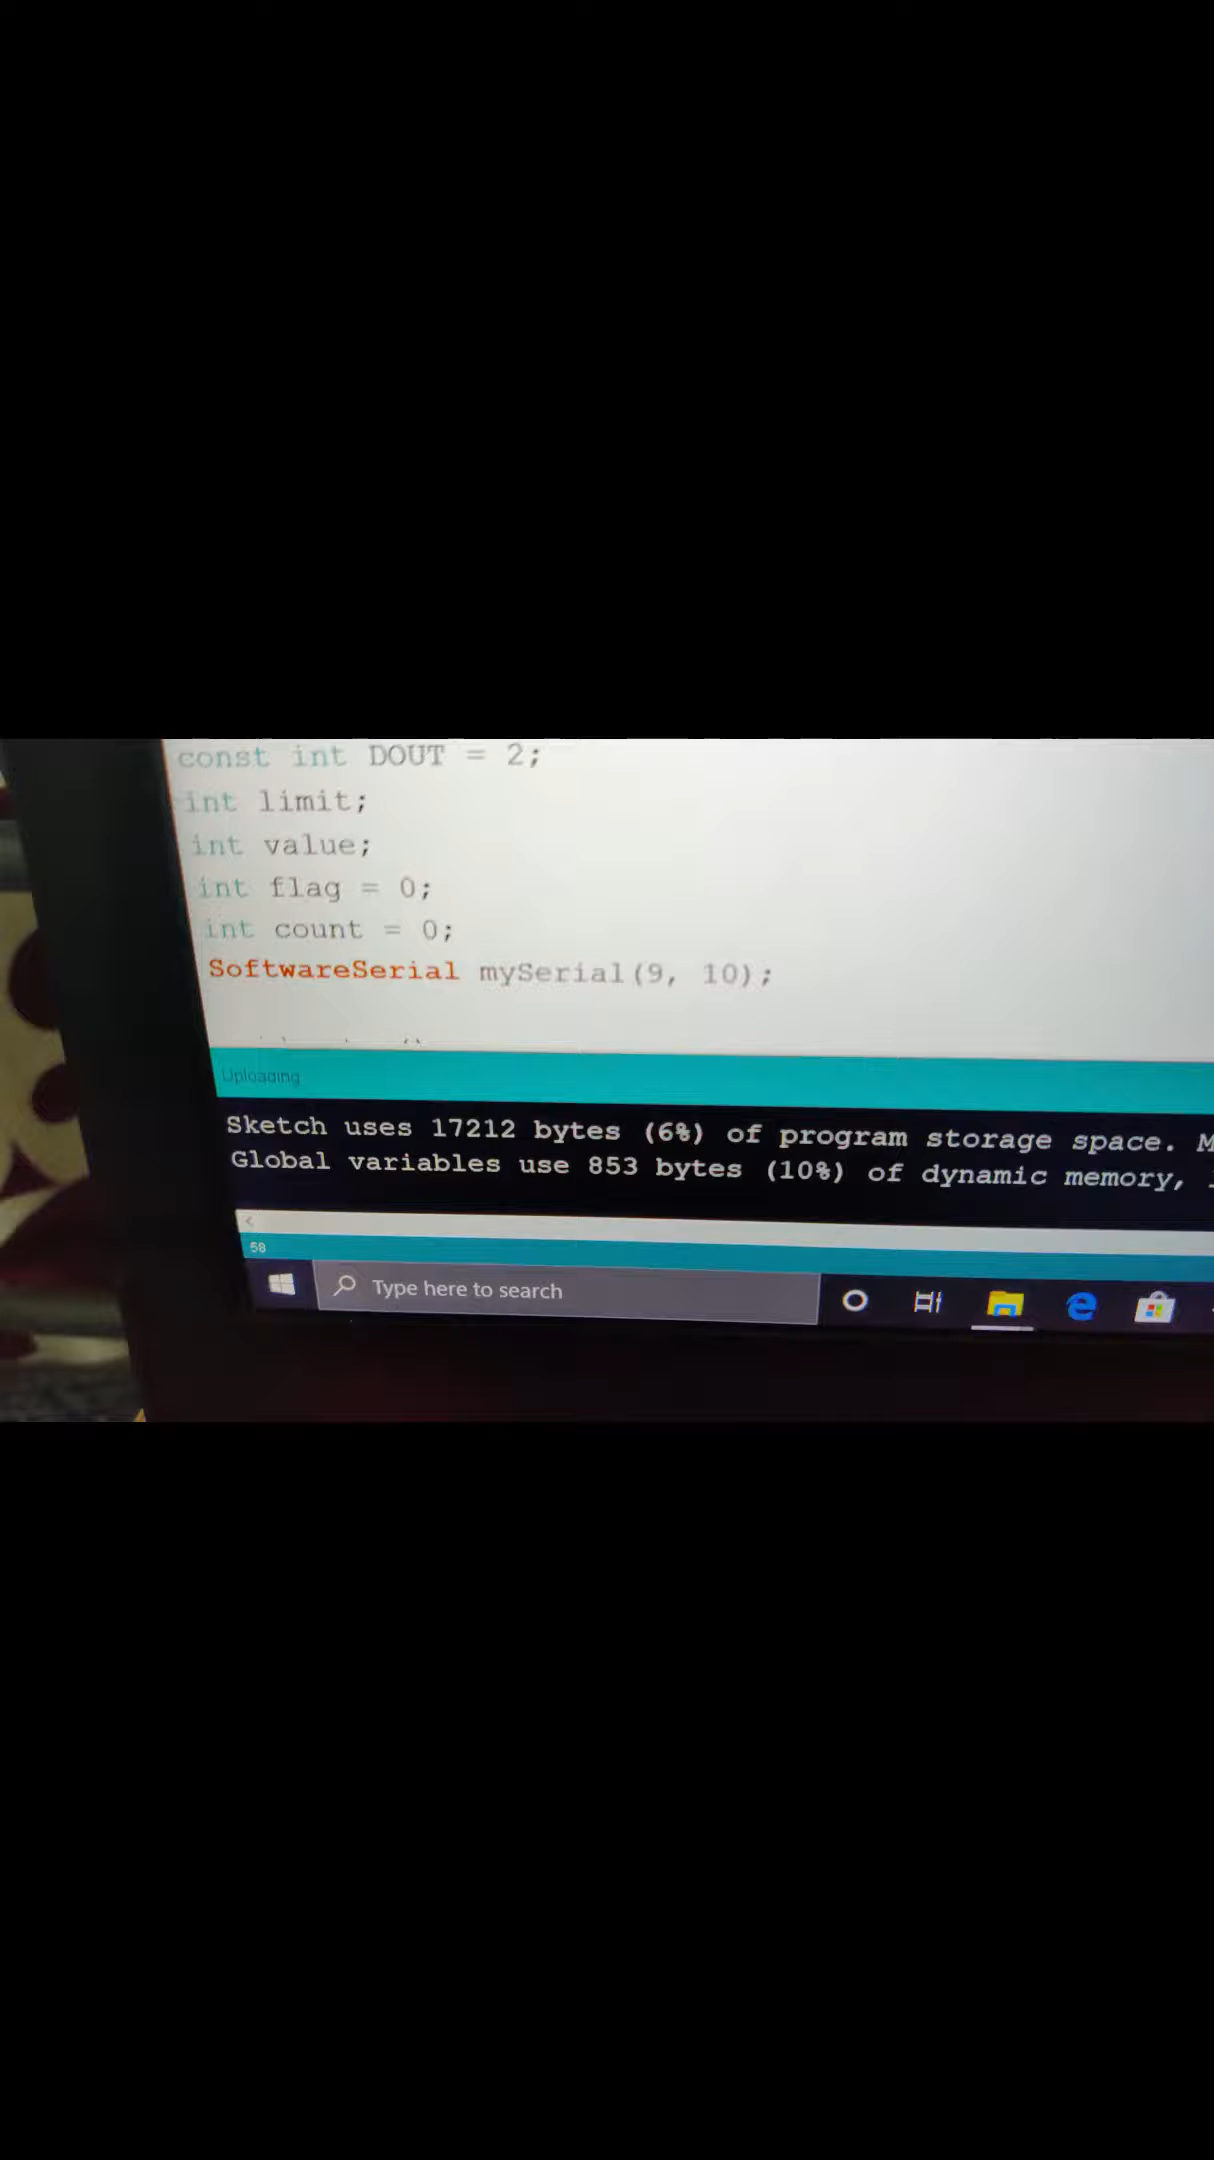 const int DOUT = 2;
int limit;
int value;
int flag = 0;
int count = 0;
SoftwareSerial mySerial(9, 10);
Uploading
Sketch uses 17212 bytes (6%) of program storage space. M
Global variables use 853 bytes (10%) of dynamic memory,
<
58
Type here to search